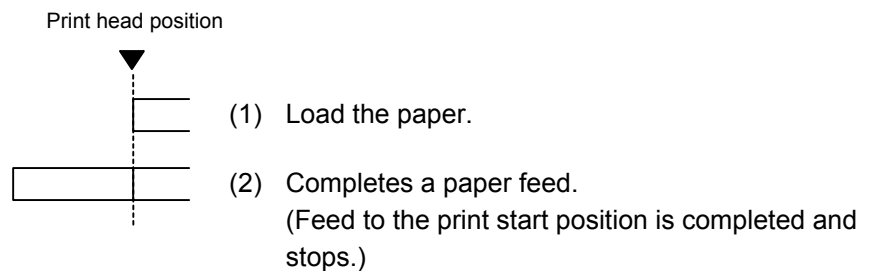 Print head position
(1) Load the paper.
(2) Completes a paper feed.
(Feed to the print start position is completed and
stops.)